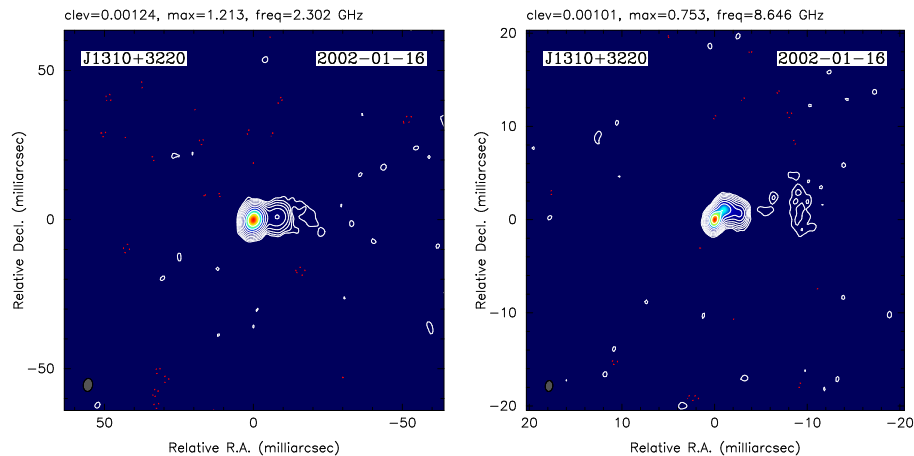 clev=0.00124, max=1.213, freq=2.302 GHz
J1310+3220 2002-01-16
Relative Decl. (milliarcsec)
50
0
−50
50 0 −50
Relative R.A. (milliarcsec)
clev=0.00101, max=0.753, freq=8.646 GHz
J1310+3220 2002-01-16
Relative Decl. (milliarcsec)
20
10
0
−10
−20
20 10 0 −10 −20
Relative R.A. (milliarcsec)